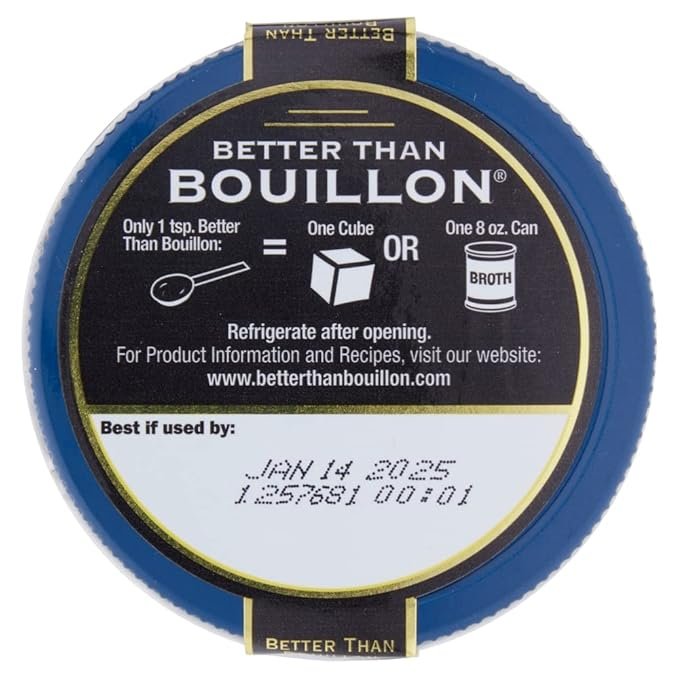 BETTER THAN
BETTER THAN
BOUILLON®
Only 1 tsp. Better
Than Bouillon:
=
One Cube
OR
One 8 oz. Can
BROTH
Refrigerate after opening.
For Product Information and Recipes, visit our website:
www.betterthanbouillon.com
Best if used by:
JAN 14 2025
1257681 00:01
BETTER THAN